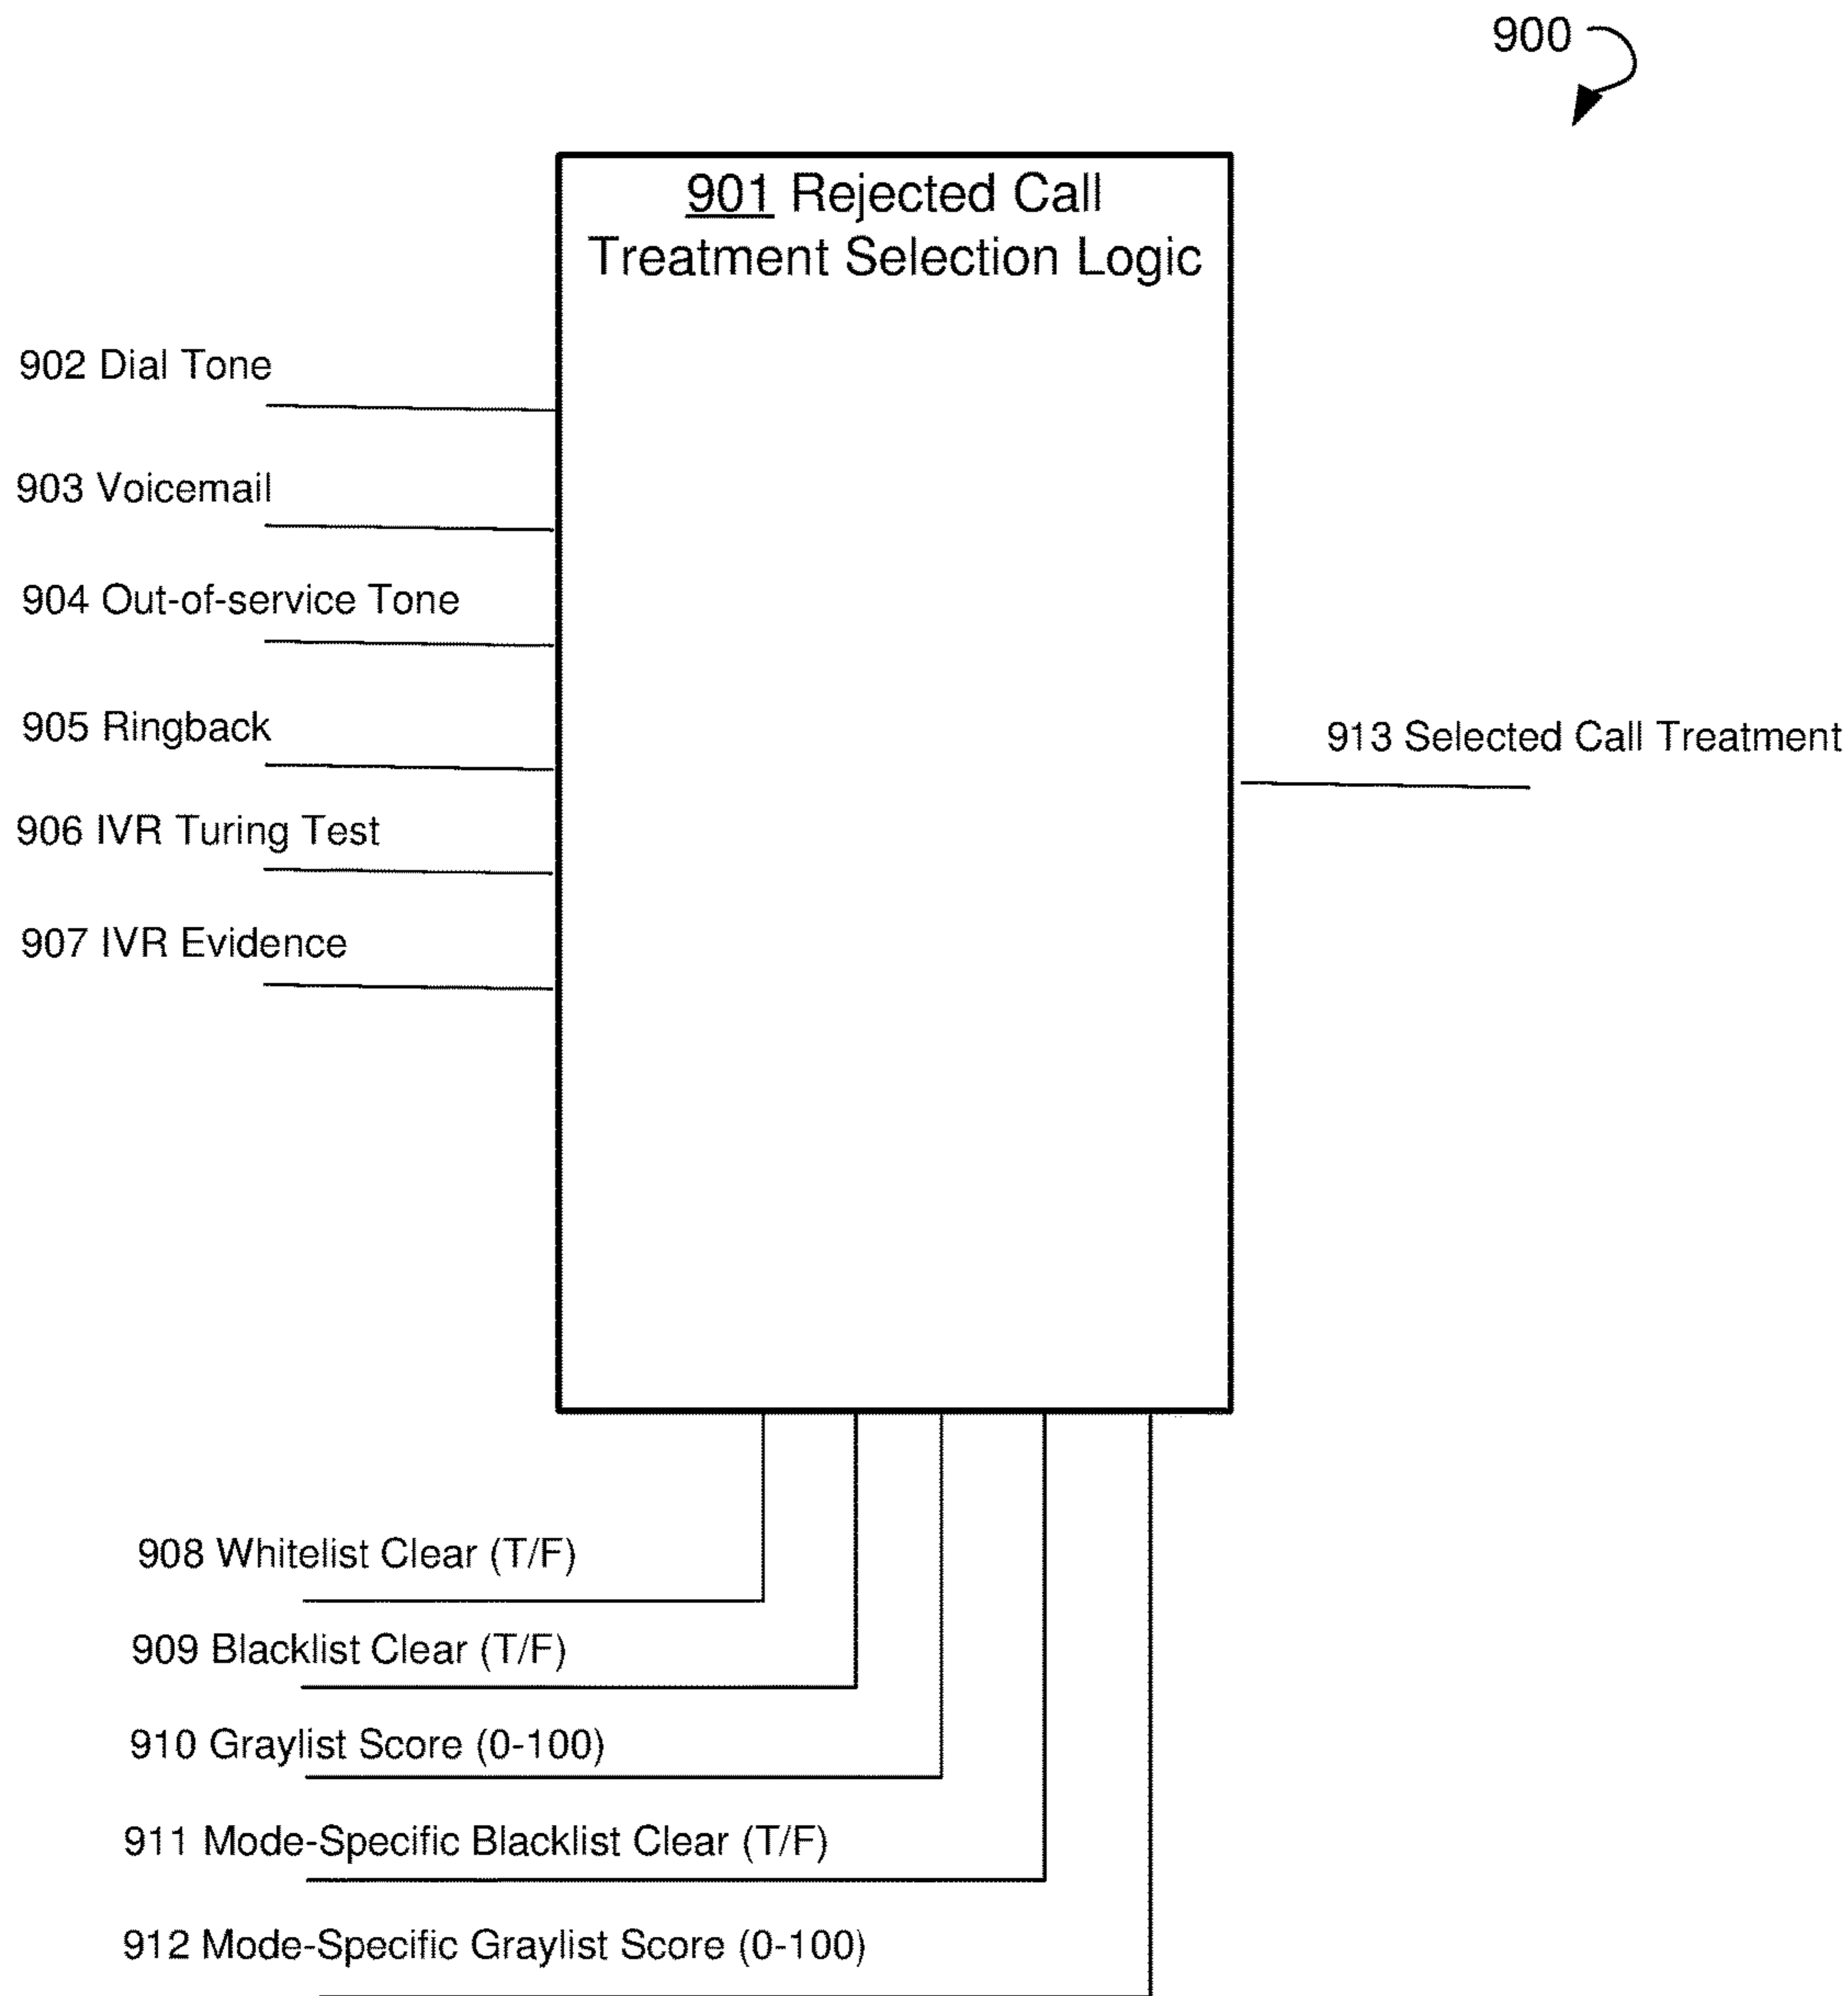 900
901 Rejected Call
Treatment Selection Logic
902 Dial Tone
903 Voicemail
904 Out-of-service Tone
905 Ringback
913 Selected Call Treatment
906 IVR Turing Test
907 IVR Evidence
908 Whitelist Clear (T/F)
909 Blacklist Clear (T/F)
910 Graylist Score (0-100)
911 Mode-Specific Blacklist Clear (T/F)
912 Mode-Specific Graylist Score (0-100)